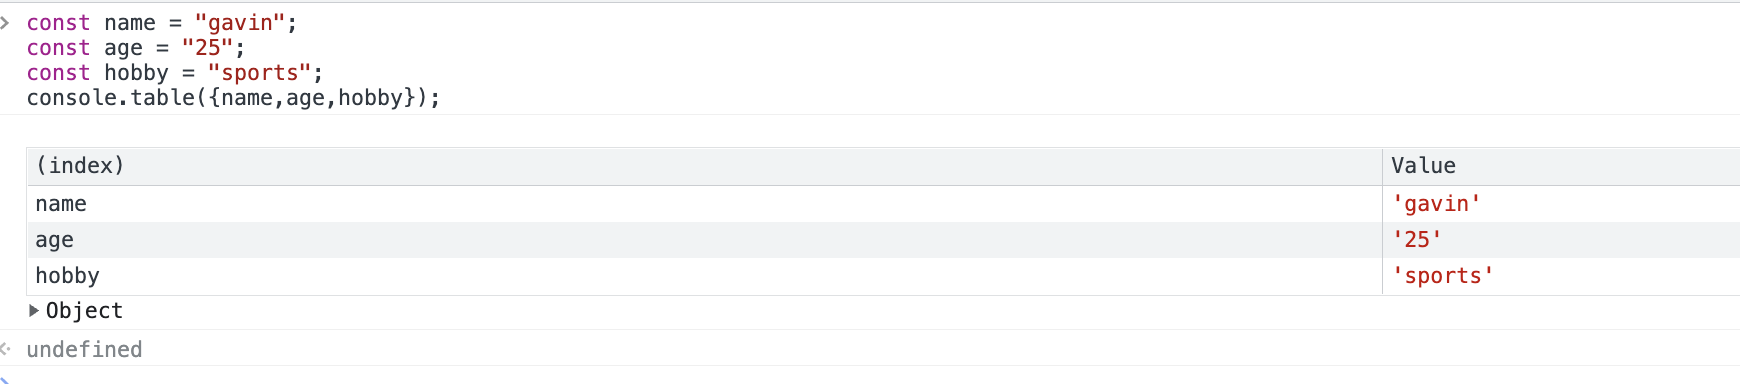 const name = "gavin";
const age = "25";
const hobby = "sports";
console.table({name,age,hobby});
(index) Value
name 'gavin'
age '25'
hobby 'sports'
Object
undefined